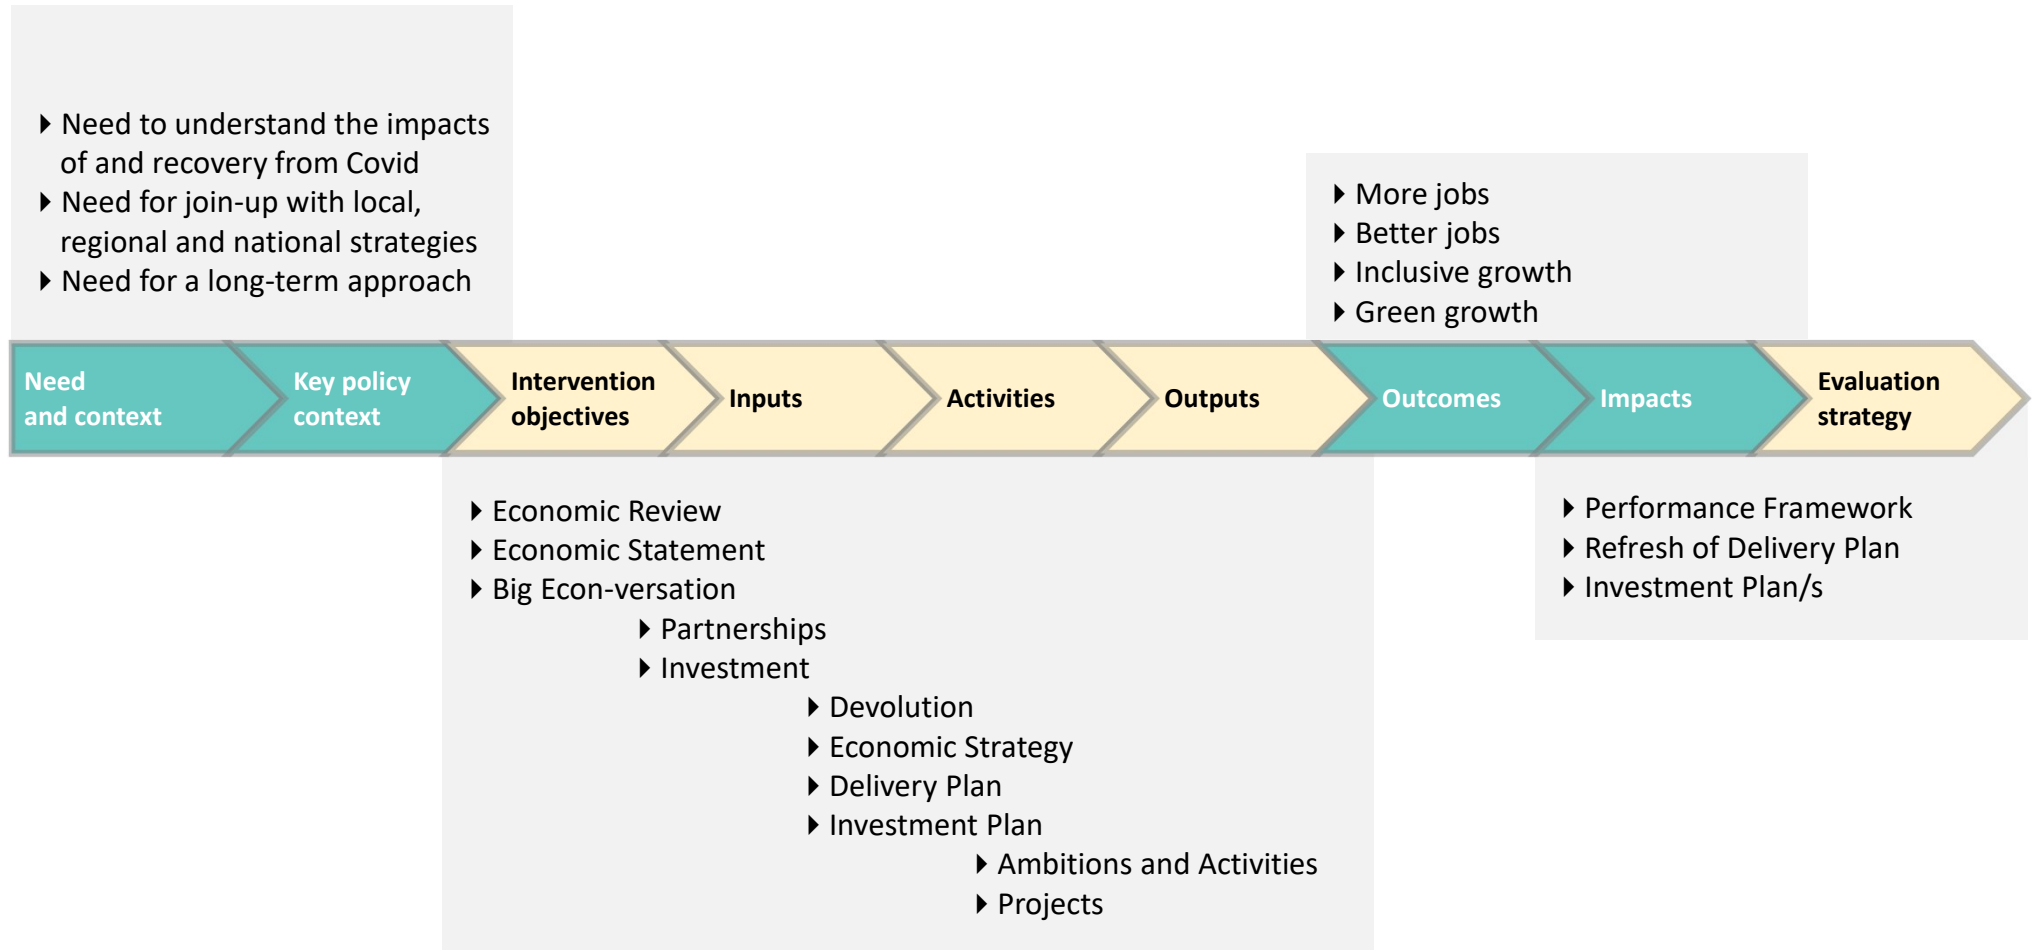 Need to understand the impacts
of and recovery from Covid
Need for join-up with local,
regional and national strategies
Need for a long-term approach
More jobs
Better jobs
Inclusive growth
Green growth
Need
and context
Key policy
context
Intervention
objectives
Inputs
Activities
Outputs
Outcomes
Impacts
Evaluation
strategy
Economic Review
Economic Statement
Big Econ-versation
Partnerships
Investment
Devolution
Economic Strategy
Delivery Plan
Investment Plan
Ambitions and Activities
Projects
Performance Framework
Refresh of Delivery Plan
Investment Plan/s